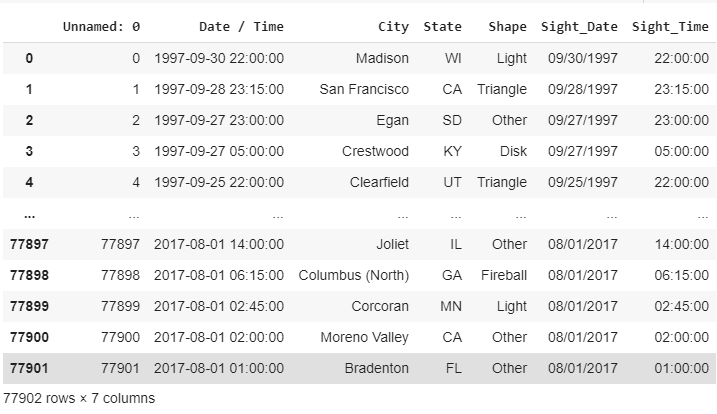 Unnamed: 0 Date / Time City State Shape Sight_Date Sight_Time
0 0 1997-09-30 22:00:00 Madison WI Light 09/30/1997 22:00:00
1 1 1997-09-28 23:15:00 San Francisco CA Triangle 09/28/1997 23:15:00
2 2 1997-09-27 23:00:00 Egan SD Other 09/27/1997 23:00:00
3 3 1997-09-27 05:00:00 Crestwood KY Disk 09/27/1997 05:00:00
4 4 1997-09-25 22:00:00 Clearfield UT Triangle 09/25/1997 22:00:00
... ... ... ... ... ... ... ...
77897 77897 2017-08-01 14:00:00 Joliet IL Other 08/01/2017 14:00:00
77898 77898 2017-08-01 06:15:00 Columbus (North) GA Fireball 08/01/2017 06:15:00
77899 77899 2017-08-01 02:45:00 Corcoran MN Light 08/01/2017 02:45:00
77900 77900 2017-08-01 02:00:00 Moreno Valley CA Other 08/01/2017 02:00:00
77901 77901 2017-08-01 01:00:00 Bradenton FL Other 08/01/2017 01:00:00
77902 rows × 7 columns